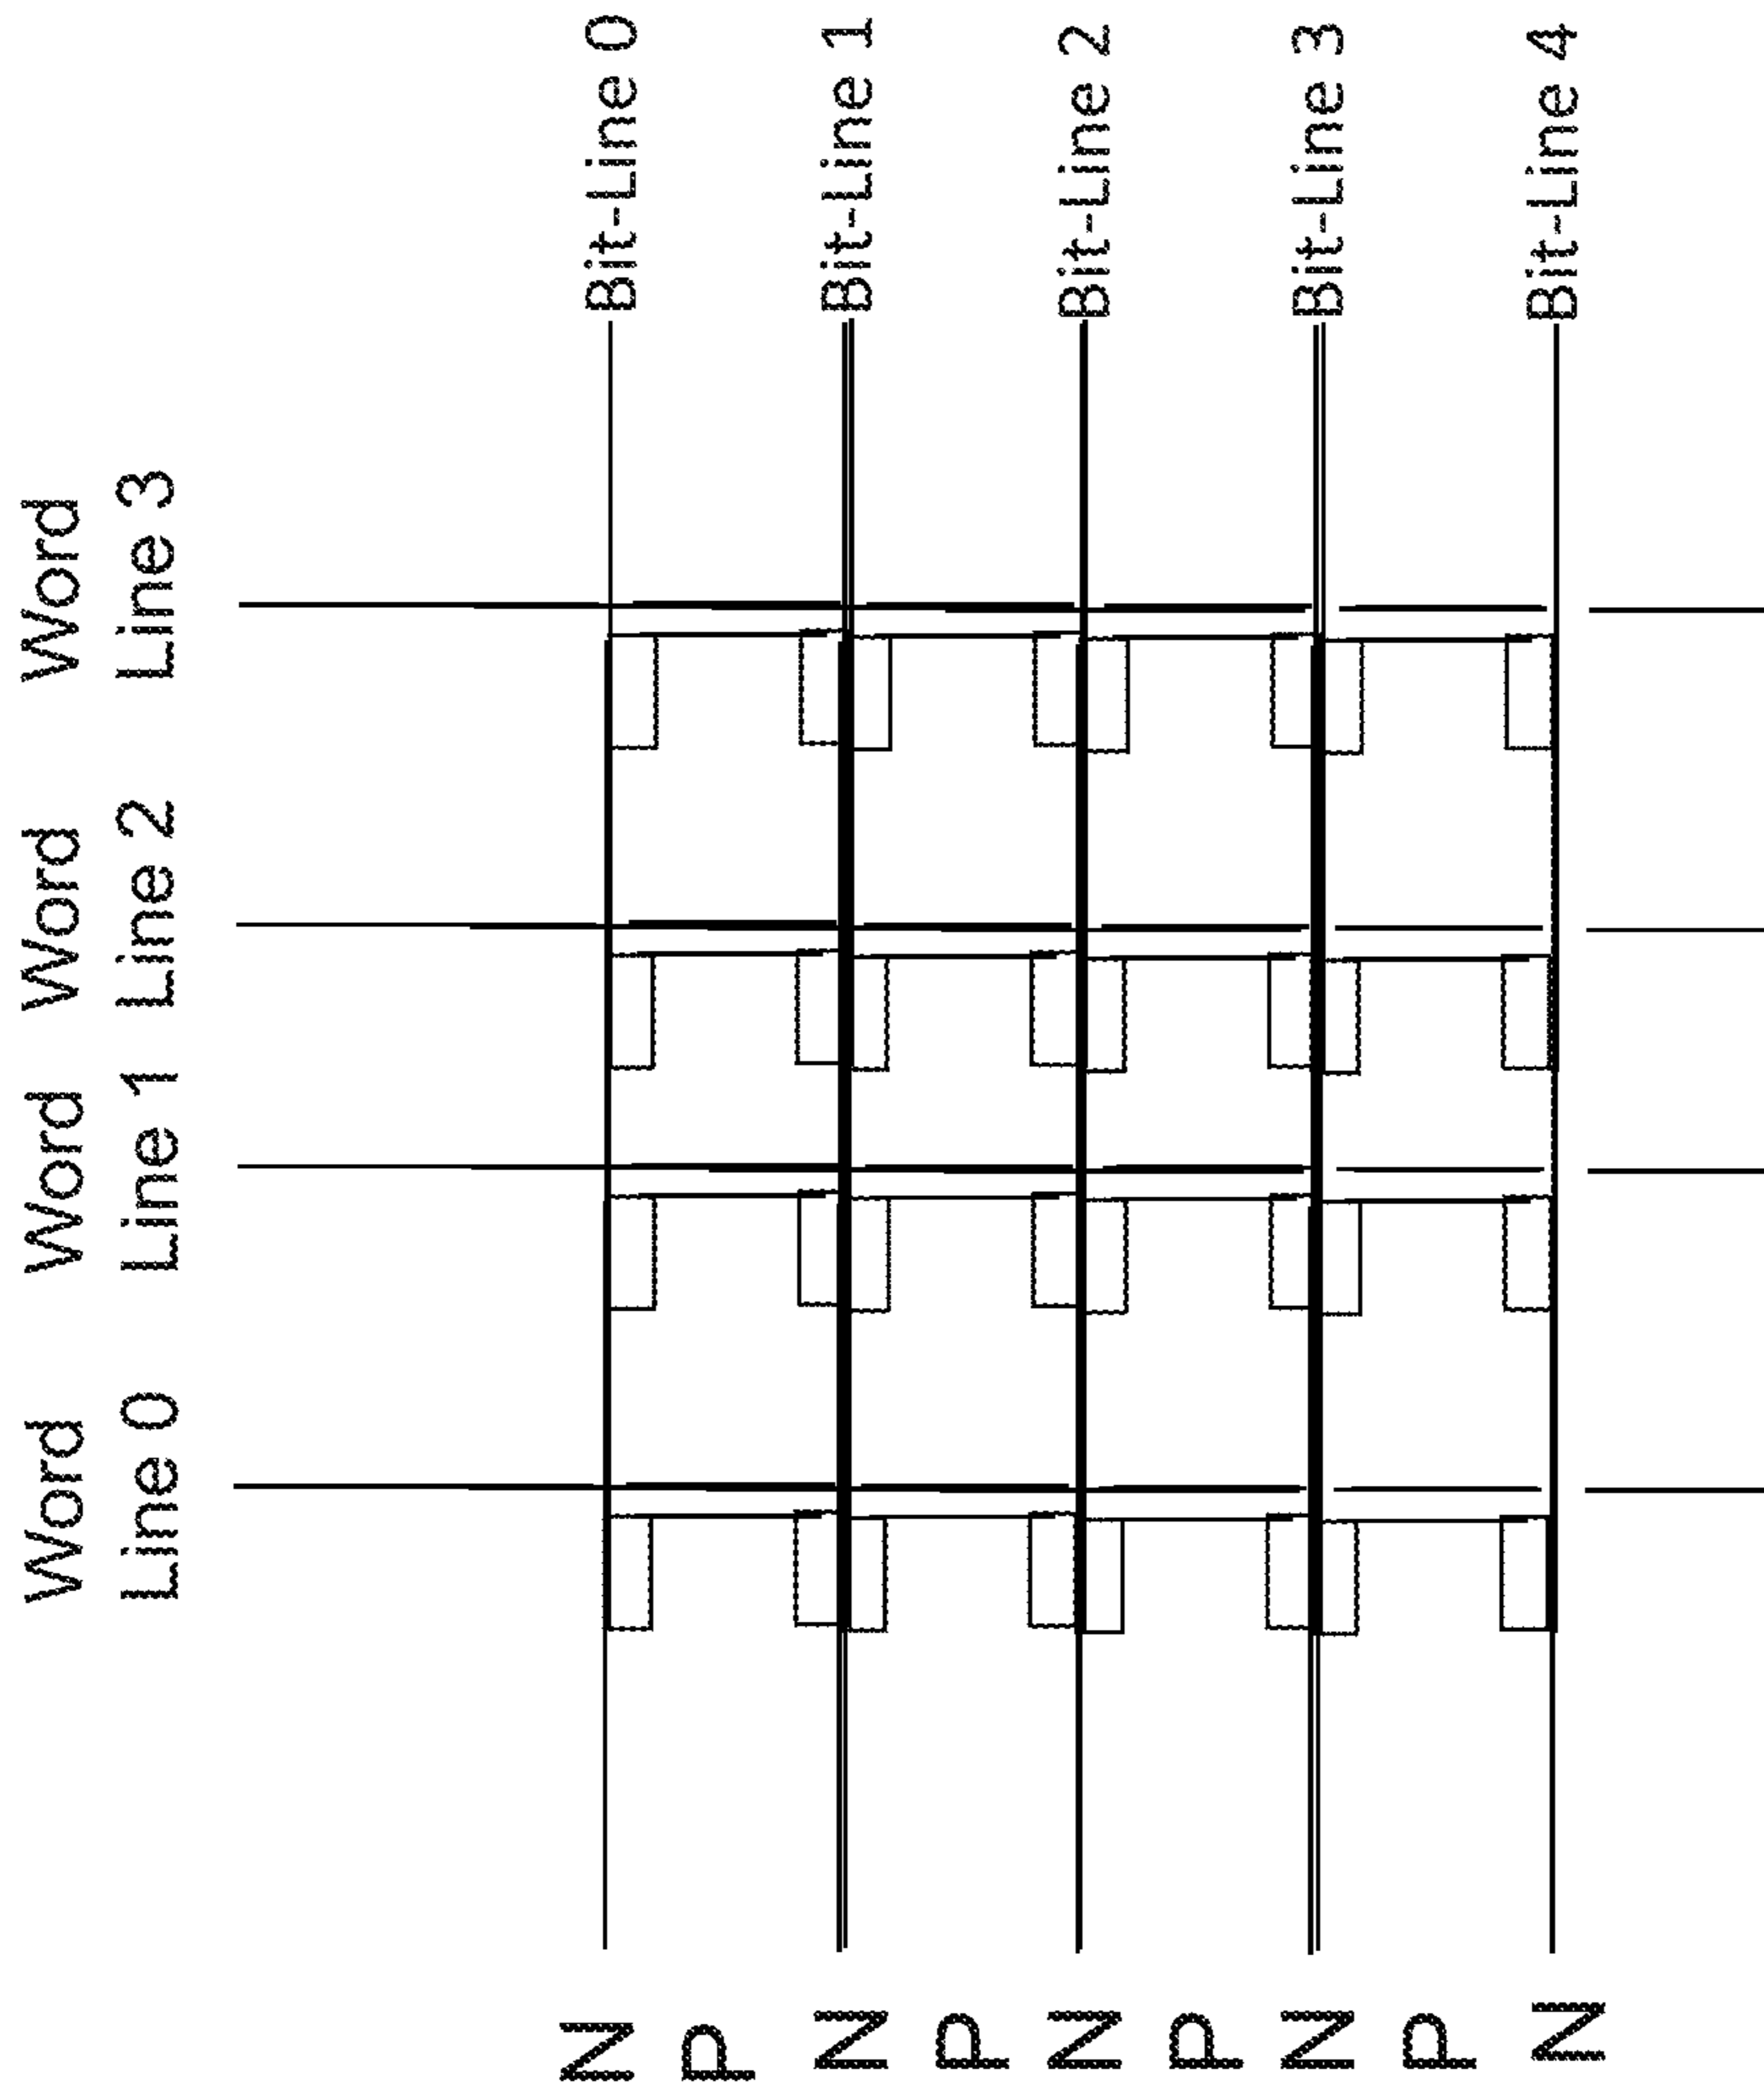 Word
Line 0
Word
Line 1
Word
Line 2
Word
Line 3
N
Bit-Line 0
P
N
Bit-Line 1
P
N
Bit-Line 2
P
N
Bit-Line 3
P
N
Bit-Line 4